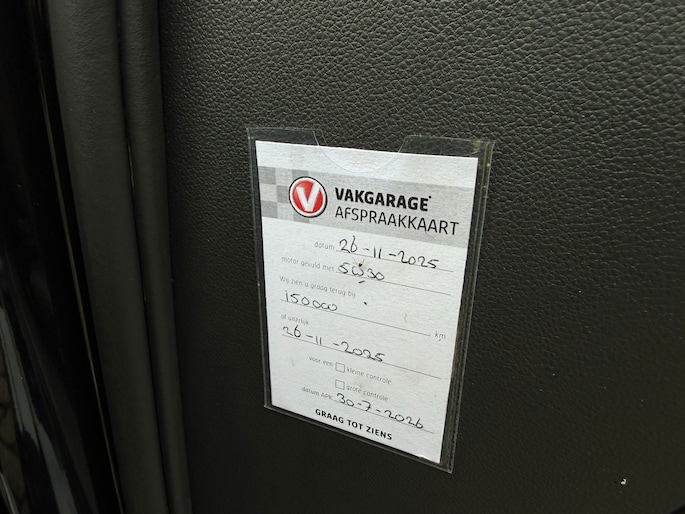 V VAKGARAGE
AFSPRAAKKAART
datum 26-11-2025
motor gevuld met 5W30
Wij zien u graag terug bij
150000 km
of uiterlijk
26-11-2025
voor een kleine controle
grote controle
datum APK 30-7-2026
GRAAG TOT ZIENS